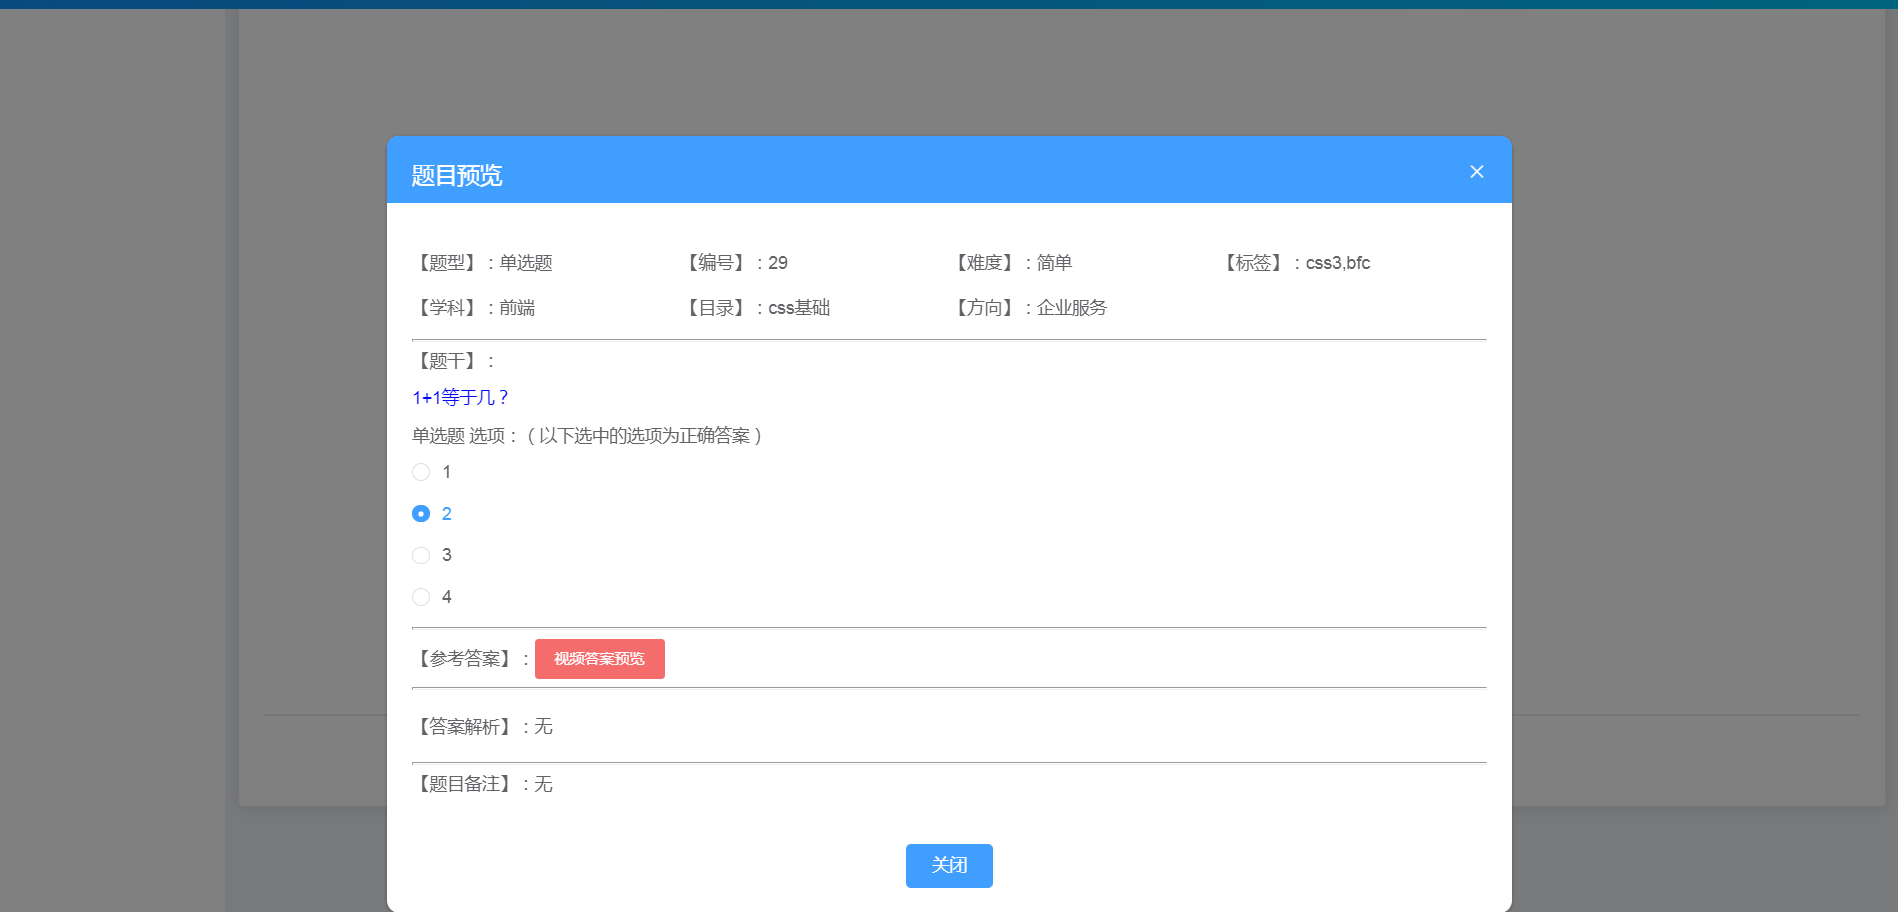 题目预览
【题型】：单选题 【编号】：29 【难度】：简单 【标签】：css3,bfc
【学科】：前端 【目录】：css基础 【方向】：企业服务
【题干】：
1+1等于几？
单选题 选项：（以下选中的选项为正确答案）
1
2
3
4
【参考答案】：视频答案预览
【答案解析】：无
【题目备注】：无
关闭